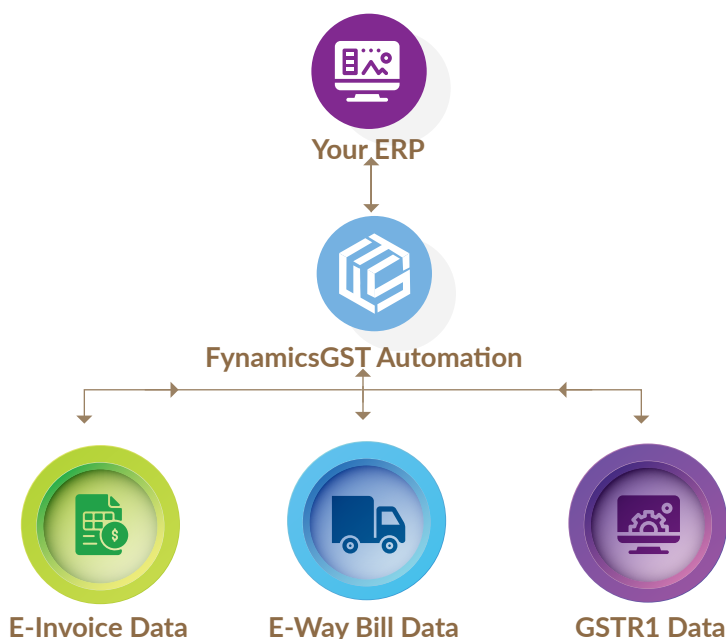 Your ERP
FynamicsGST Automation
$
E-Invoice Data
E-Way Bill Data
GSTR1 Data